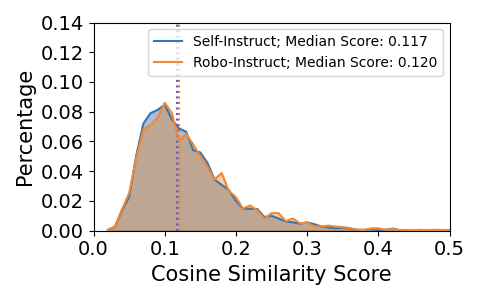 0.14
0.12
0.10
0.08
0.06
0.04
0.02
0.00
Percentage
Self-Instruct; Median Score: 0.117
Robo-Instruct; Median Score: 0.120
0.0 0.1 0.2 0.3 0.4 0.5
Cosine Similarity Score